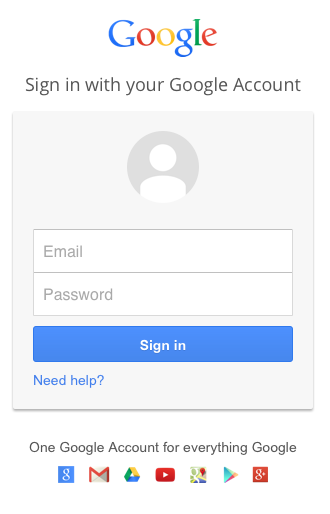 Google
Sign in with your Google Account
Email
Password
Sign in
Need help?
One Google Account for everything Google